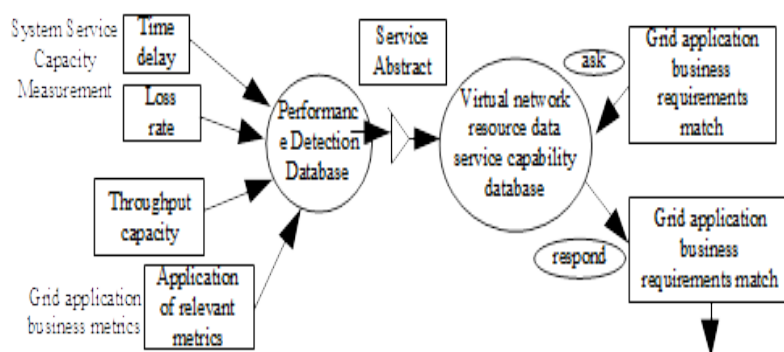 System Service
Capacity
Measurement
Time
delay
Loss
rate
Throughput
capacity
Grid application
business metrics
Application
of relevant
metrics
Performanc
e Detection
Database
Service
Abstract
Virtual network
resource data
service capability
database
ask
Grid application
business
requirements
match
respond
Grid application
business
requirements match